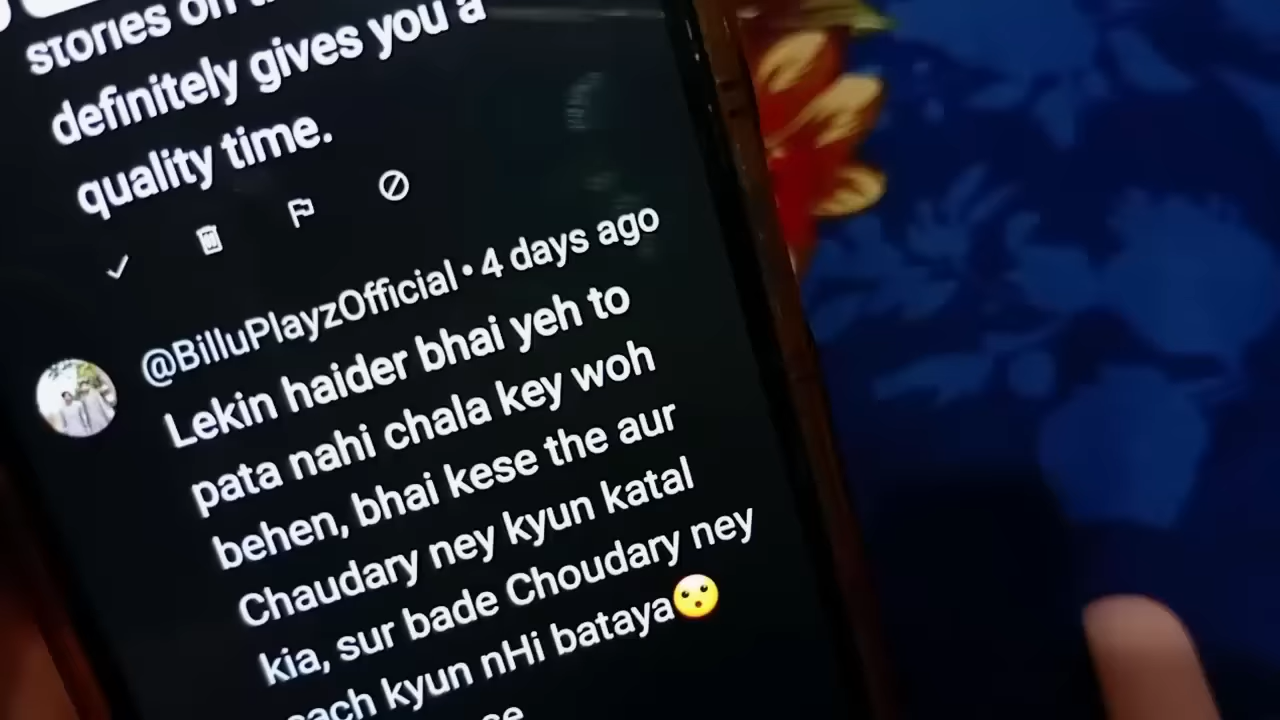 stories on
definitely gives you a
quality time.
@BilluPlayzOfficial • 4 days ago
Lekin haider bhai yeh to
pata nahi chala key woh
behen, bhai kese the aur
Chaudary ney kyun katal
kia, sur bade Choudary ney
sach kyun nHi bataya😲